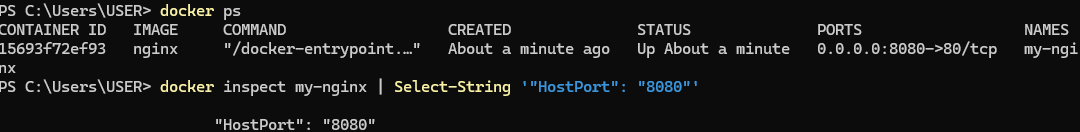 PS C:\Users\USER> docker ps
CONTAINER ID   IMAGE     COMMAND                  CREATED              STATUS              PORTS                  NAMES
15693f72ef93   nginx     "/docker-entrypoint.…"   About a minute ago   Up About a minute   0.0.0.0:8080->80/tcp   my-ngi
nx
PS C:\Users\USER> docker inspect my-nginx | Select-String '"HostPort": "8080"'
"HostPort": "8080"